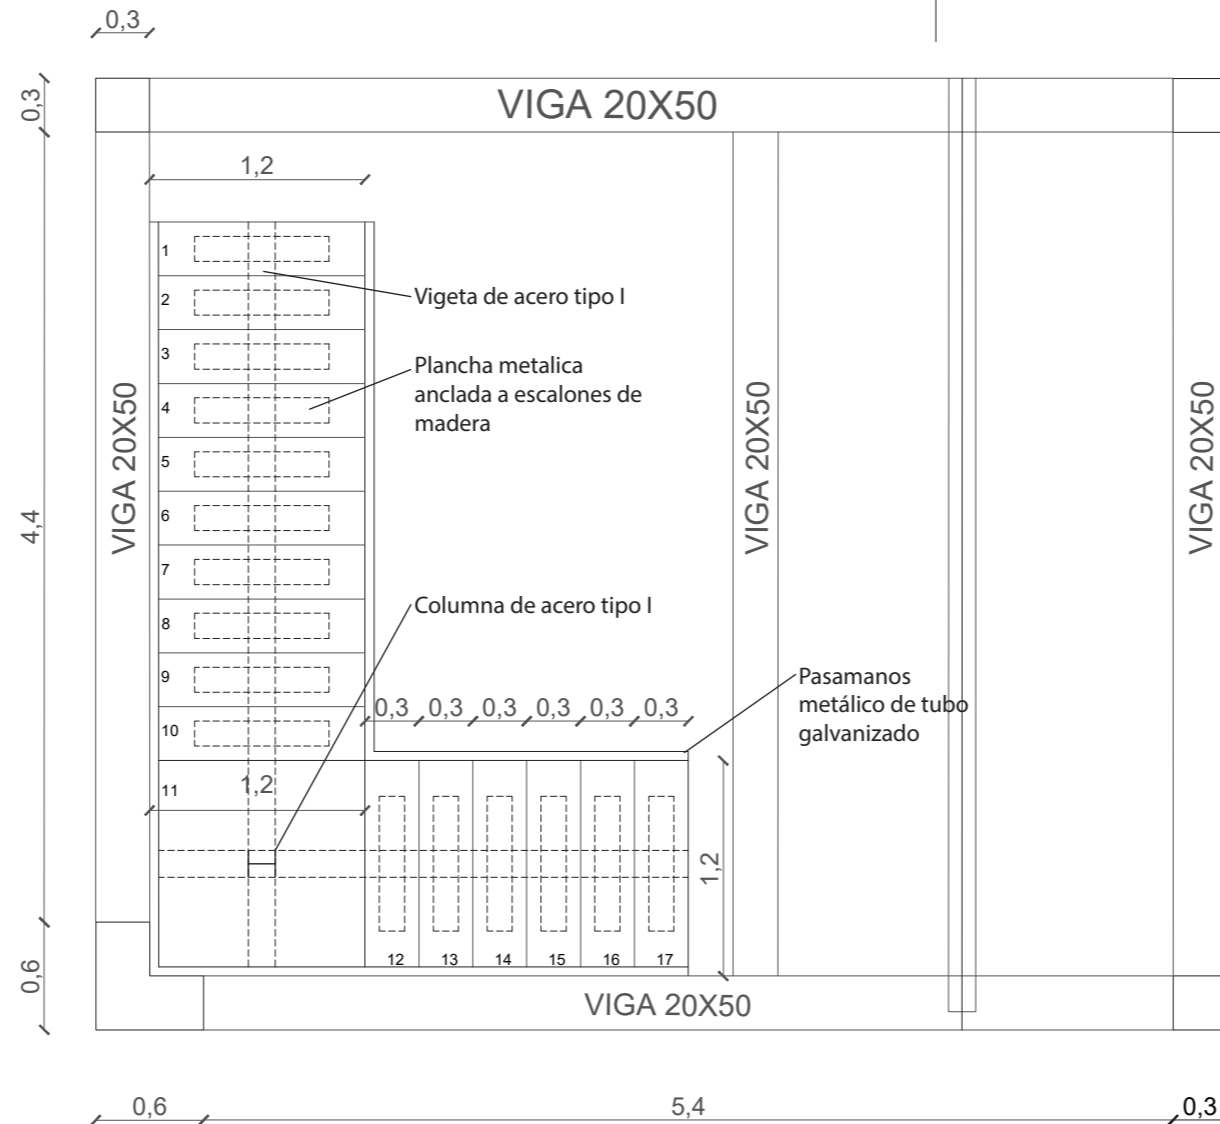 0,3
0,3
VIGA 20X50
1,2
1
2
3
4
5
6
7
8
9
10
11
Vigeta de acero tipo I
Plancha metalica
anclada a escalones de
madera
VIGA 20X50
VIGA 20X50
VIGA 20X50
4,4
Columna de acero tipo I
0,3 0,3 0,3 0,3 0,3 0,3
Pasamanos
metálico de tubo
galvanizado
1,2
1,2
12 13 14 15 16 17
0,6
VIGA 20X50
0,6
5,4
0,3